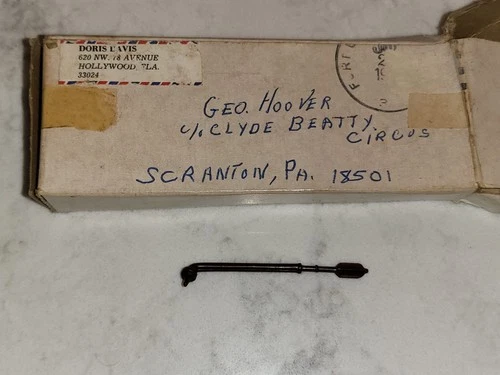 DORIS DAVIS
620 NW. 78 AVENUE
HOLLYWOOD, FLA.
33024
GEO. HOOVER
c/o CLYDE BEATTY
CIRCUS
SCRANTON, PA. 18501